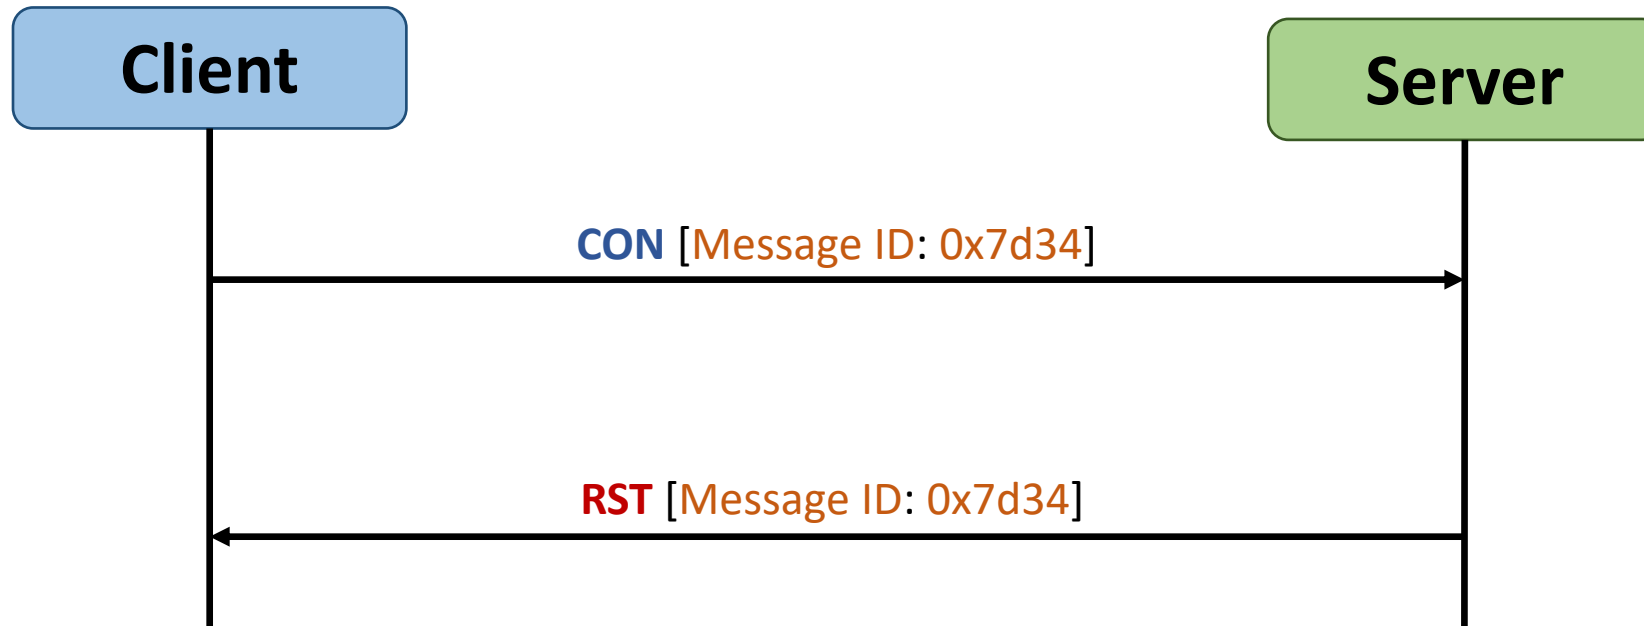 Client
Server
CON [Message ID: 0x7d34]
RST [Message ID: 0x7d34]